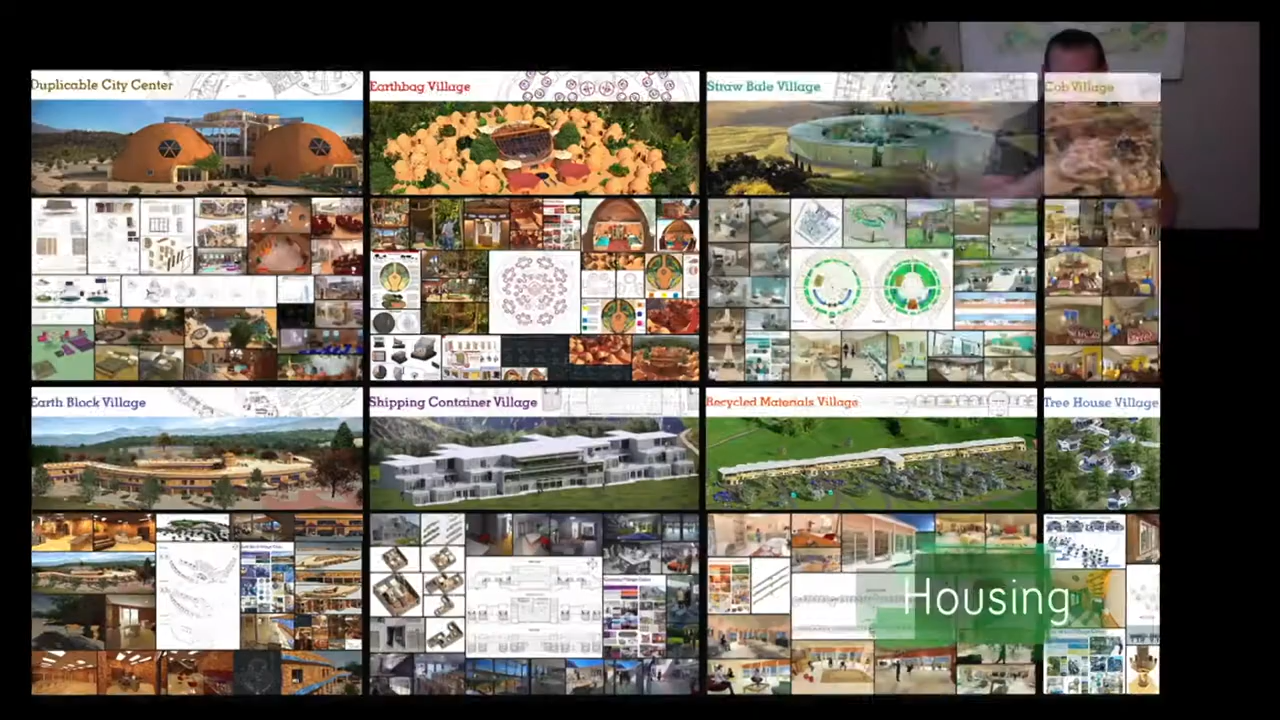 Duplicable City Center
Earthbag Village
Straw Bale Village
Cob Village
Earth Block Village
Shipping Container Village
Recycled Materials Village
Tree House Village
Housing